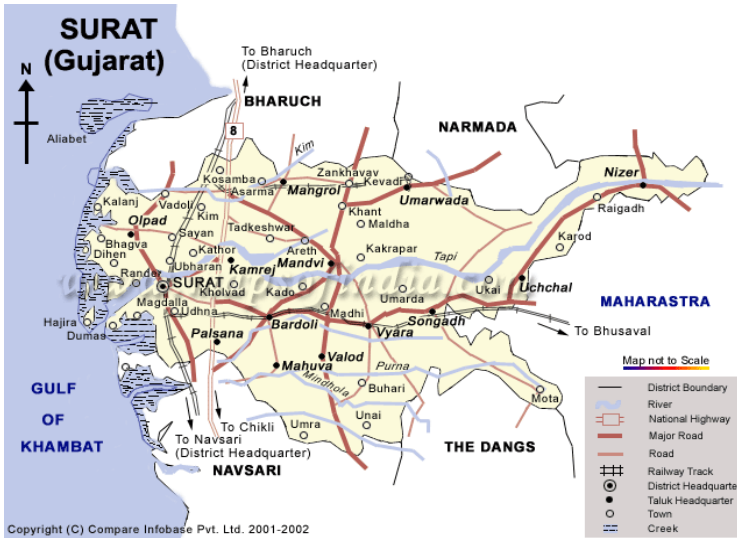 SURAT
(Gujarat)
N
To Bharuch
(District Headquarter)
BHARUCH
8
NARMADA
Aliabet
Kim
Kosamba
Asarma
Mangrol
Zankhavav
Kevadi
Umarwada
Nizer
Raigadh
Kalanj
Vadoli
Kim
Khant
Maldha
Olpad
Sayan
Tadkeshwar
Areth
Karod
Bhagva
Dihen
Kathor
Kakrapar
Tapi
Ubharan
Kamrej
Mandvi
Rander
SURAT
Kholvad
Kado
Umarda
Ukai
Uchchal
www.mapsofindia.com
Magdalla
Udhna
Madhi
MAHARASTRA
Hajira
Dumas
Palsana
Bardoli
Vyara
Songadh
To Bhusaval
Mahuva
Valod
Purna
Mindhola
Buhari
Mota
Map not to Scale
GULF
OF
KHAMBAT
To Chikli
Umra
Unai
To Navsari
(District Headquarter)
NAVSARI
THE DANGS
District Boundary
River
National Highway
Major Road
Road
Railway Track
District Headquarte
Taluk Headquarter
Town
Creek
Copyright (C) Compare Infobase Pvt. Ltd. 2001-2002